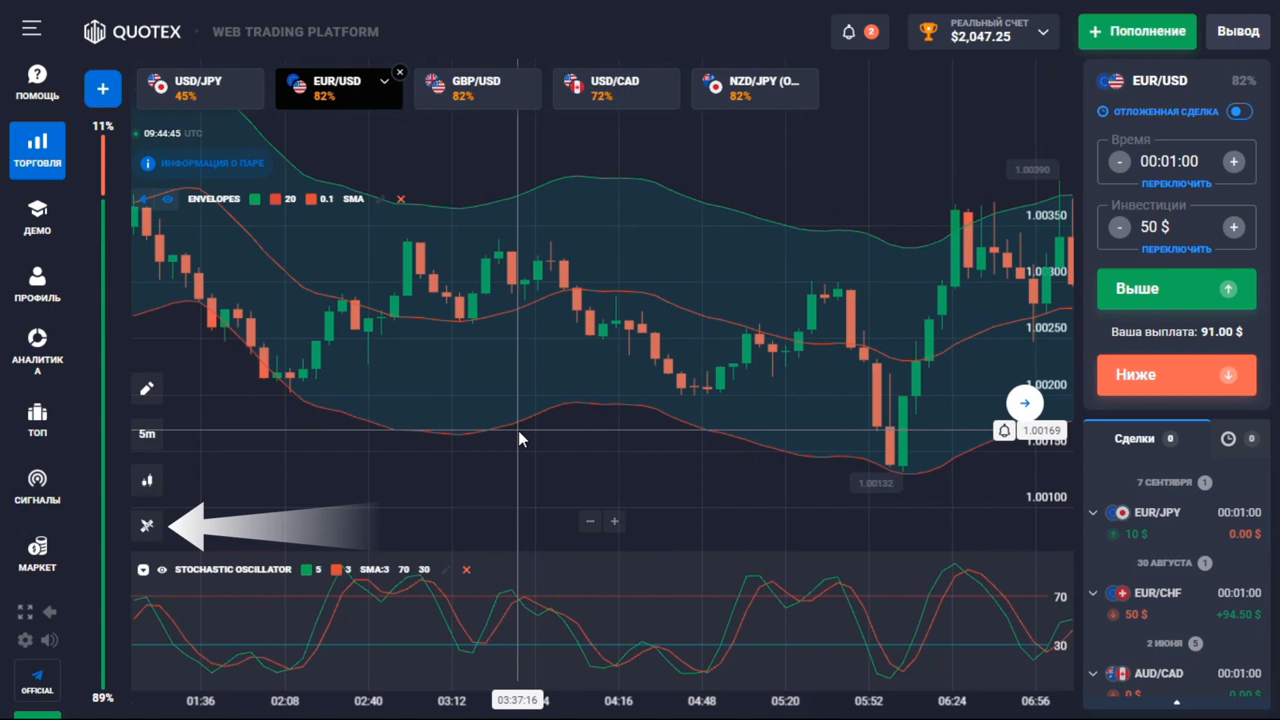 QUOTEX
WEB TRADING PLATFORM
2
РЕАЛЬНЫЙ СЧЕТ
$2,047.25
+ Пополнение
Вывод
ПОМОЩЬ
ТОРГОВЛЯ
ДЕМО
ПРОФИЛЬ
АНАЛИТИК
А
ТОП
СИГНАЛЫ
МАРКЕТ
OFFICIAL
+
11%
89%
USD/JPY
45%
EUR/USD
82%
GBP/USD
82%
USD/CAD
72%
NZD/JPY (O...
82%
09:44:45 UTC
ИНФОРМАЦИЯ О ПАРЕ
ENVELOPES 20 0.1 SMA
1.00390
1.00350
1.00300
1.00250
1.00200
1.00169
1.00150
1.00132
1.00100
5m
STOCHASTIC OSCILLATOR 5 3 SMA:3 70 30
70
30
01:36 02:08 02:40 03:12 03:37:16 4 04:16 04:48 05:20 05:52 06:24 06:56
EUR/USD 82%
ОТЛОЖЕННАЯ СДЕЛКА
Время
- 00:01:00 +
ПЕРЕКЛЮЧИТЬ
Инвестиции
- 50 $ +
ПЕРЕКЛЮЧИТЬ
Выше
Ваша выплата: 91.00 $
Ниже
Сделки 0
0
7 СЕНТЯБРЯ 1
EUR/JPY 00:01:00
10 $ 0.00 $
30 АВГУСТА 1
EUR/CHF 00:01:00
50 $ +94.50 $
2 ИЮНЯ 5
AUD/CAD 00:01:00
0 $ 0.00 $